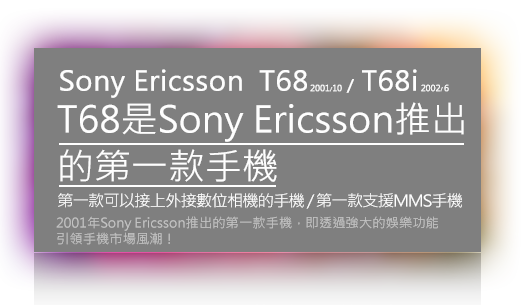 Sony Ericsson T68 2001/10 / T68i 2002/6
T68是Sony Ericsson推出
的第一款手機
第一款可以接上外接數位相機的手機/第一款支援MMS手機
2001年Sony Ericsson推出的第一款手機，即透過強大的娛樂功能
引領手機市場風潮！